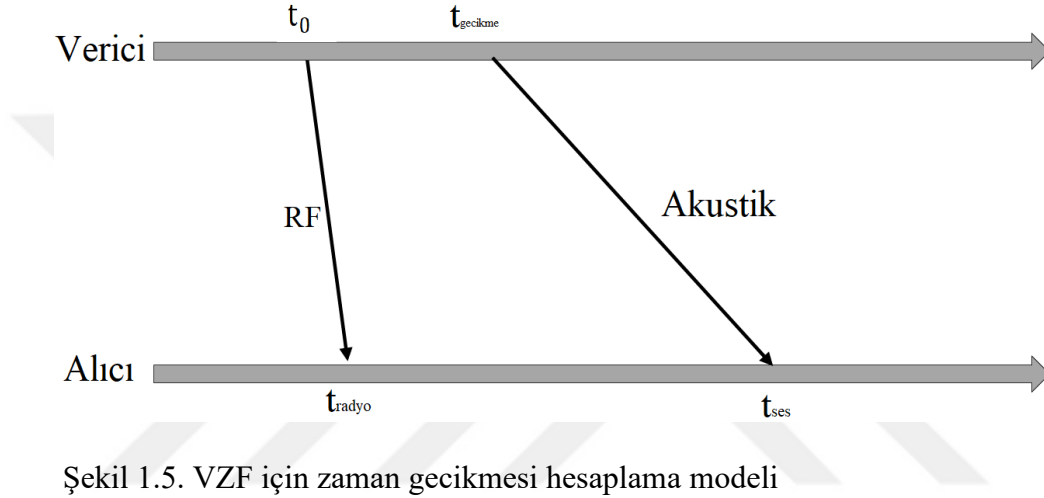 t0 tgecikme
Verici
RF
Akustik
Alıcı
tradyo tses
Şekil 1.5. VZF için zaman gecikmesi hesaplama modeli